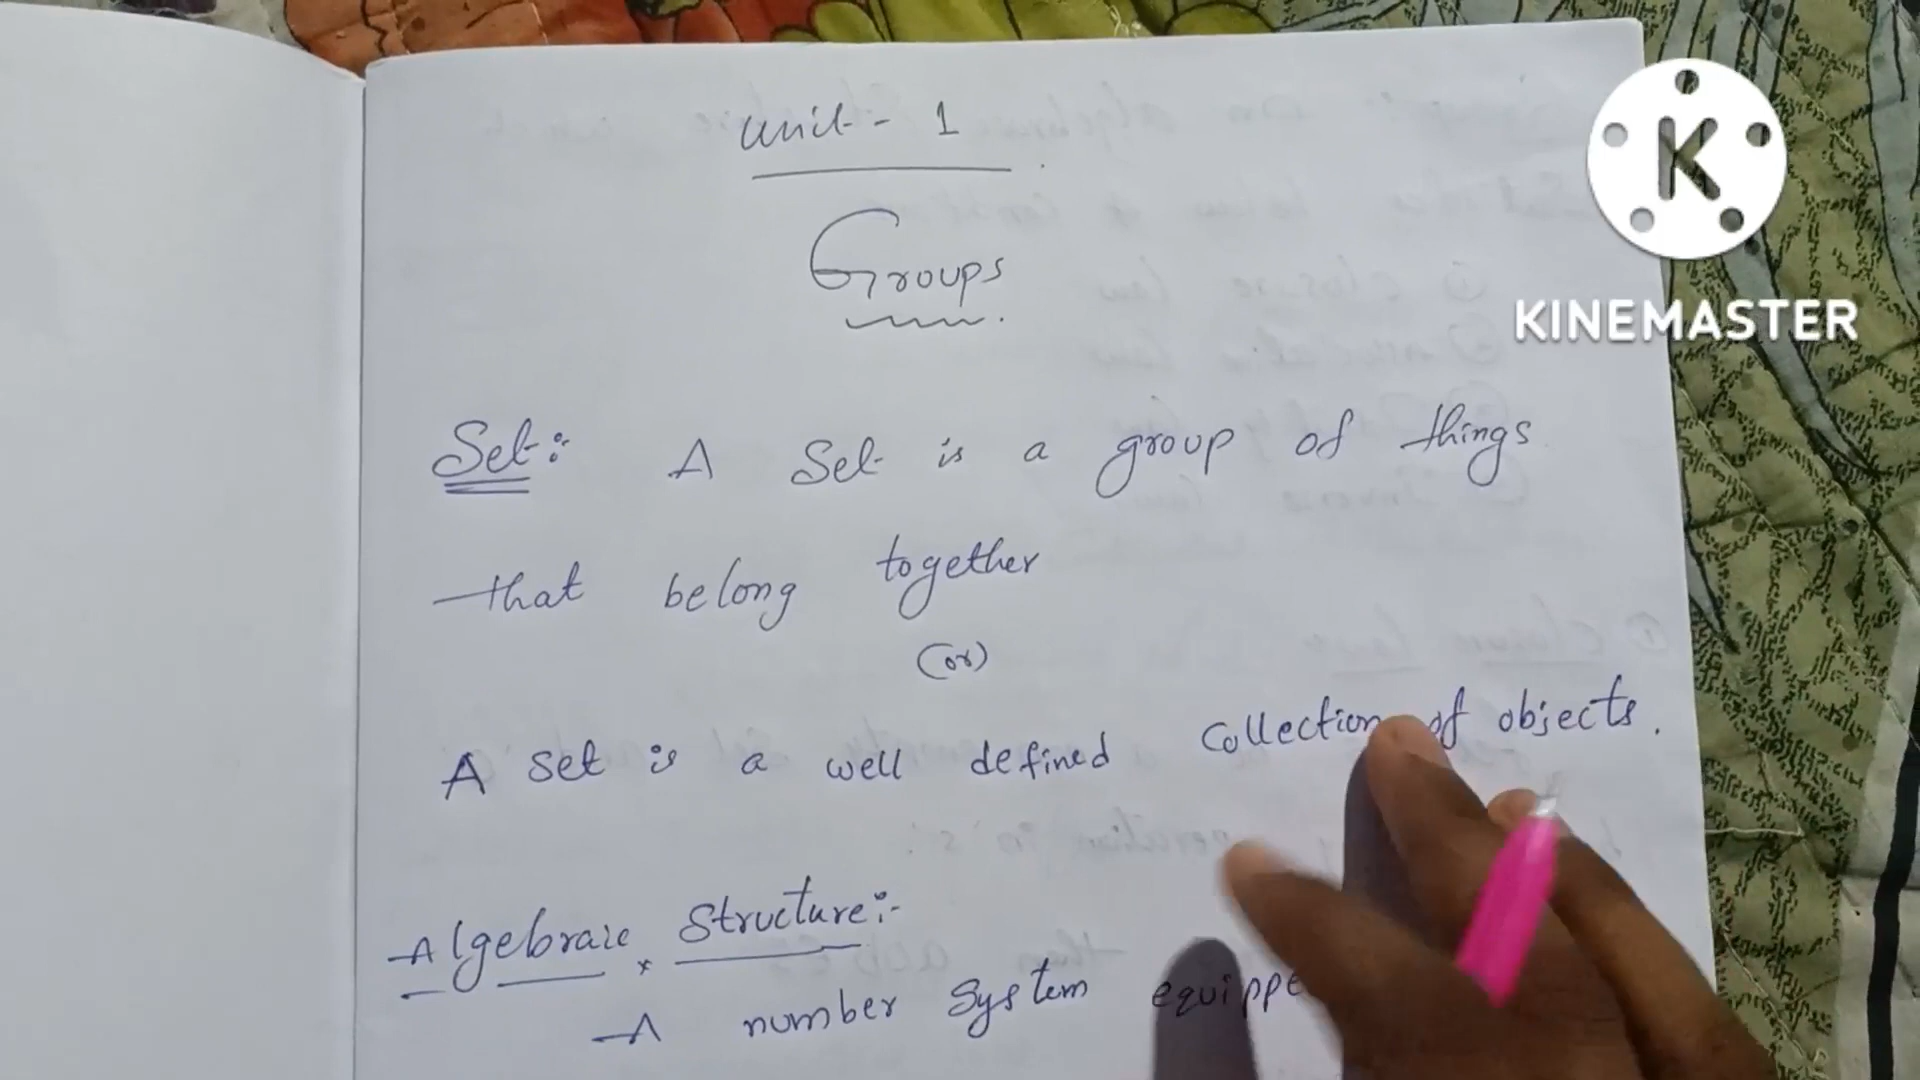 Unit - 1
Groups
Set: A Set is a group of things
that belong together
(or)
A set is a well defined collection of objects.
Algebraic Structure:-
A number system equippe
KINEMASTER